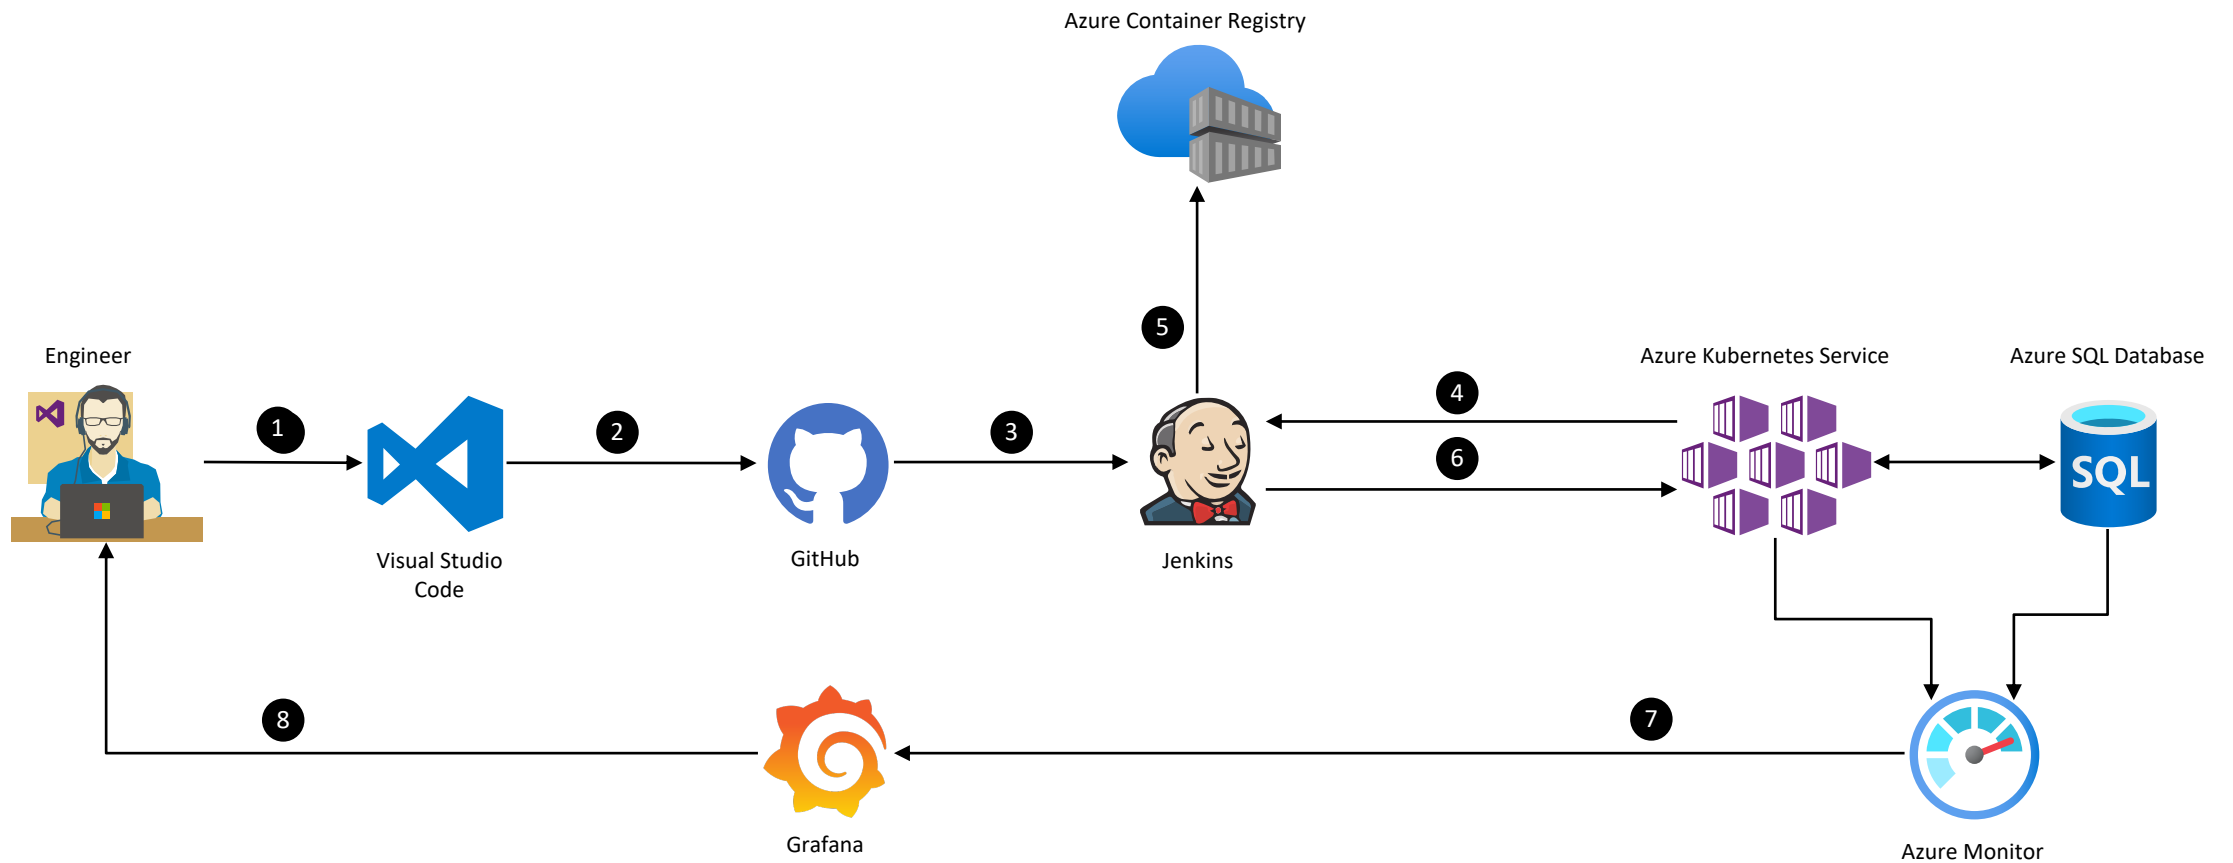 Azure Container Registry
5
Engineer
Azure Kubernetes Service
Azure SQL Database
4
1
2
3
6
SQL
Visual Studio
Code
GitHub
Jenkins
8
7
Grafana
Azure Monitor